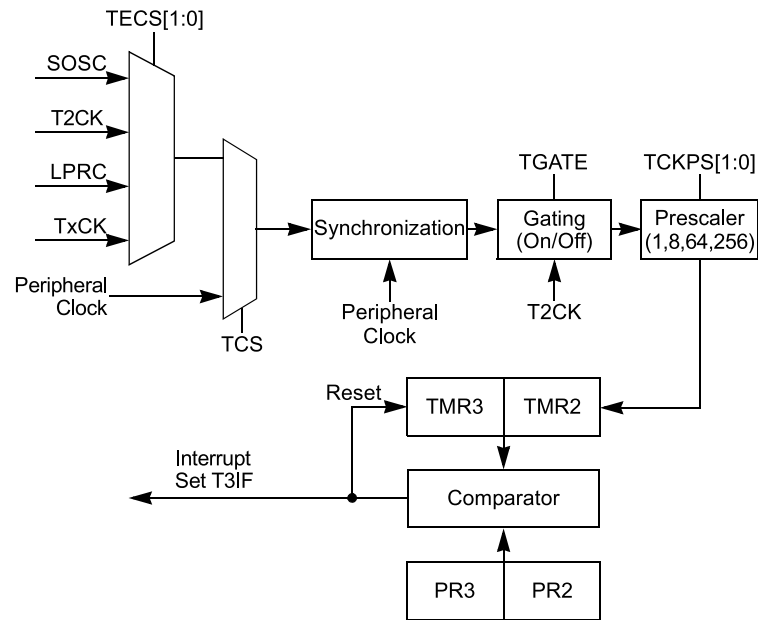 TECS[1:0]
SOSC
T2CK
LPRC
TxCK
Peripheral
Clock
TCS
Synchronization
Peripheral
Clock
TGATE
Gating
(On/Off)
T2CK
TCKPS[1:0]
Prescaler
(1,8,64,256)
Reset
TMR3
TMR2
Interrupt
Set T3IF
Comparator
PR3
PR2